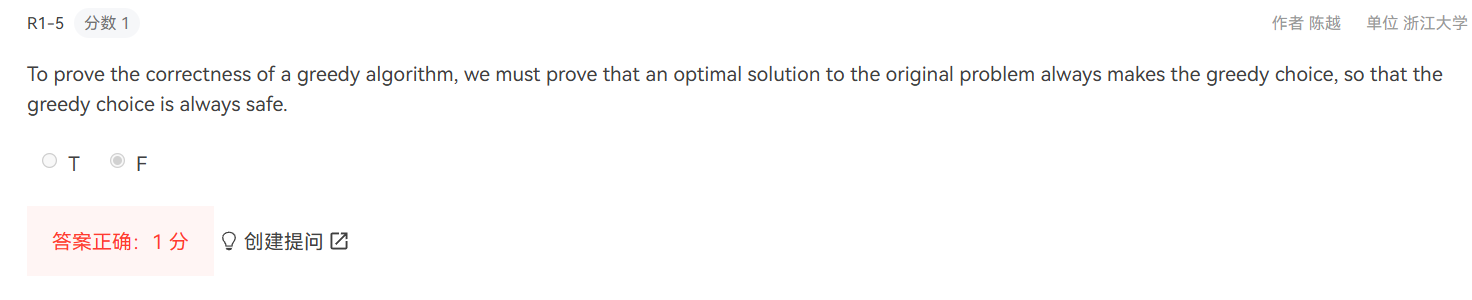 R1-5 分数 1 作者 陈越 单位 浙江大学
To prove the correctness of a greedy algorithm, we must prove that an optimal solution to the original problem always makes the greedy choice, so that the
greedy choice is always safe.
T F
答案正确：1 分 创建提问